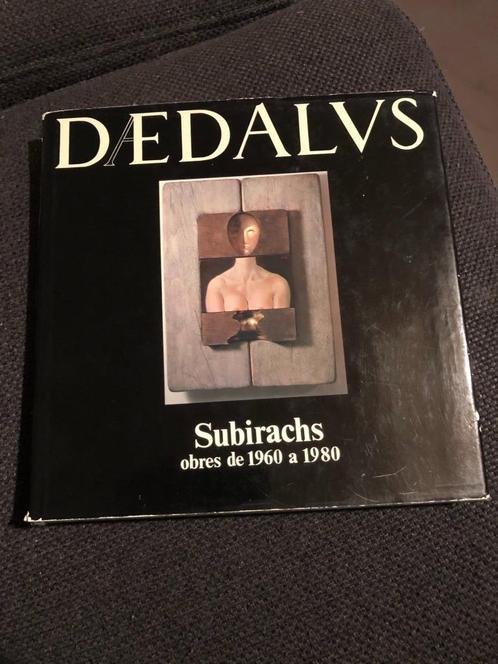 DÆDALVS
Subirachs
obres de 1960 a 1980